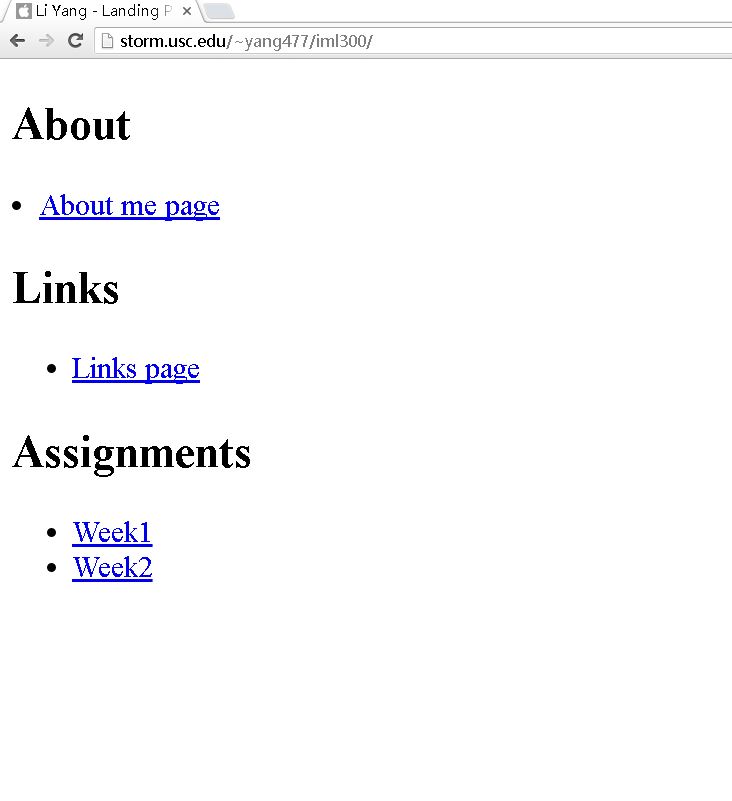 Li Yang - Landing P
storm.usc.edu/~yang477/iml300/
About
About me page
Links
Links page
Assignments
Week1
Week2